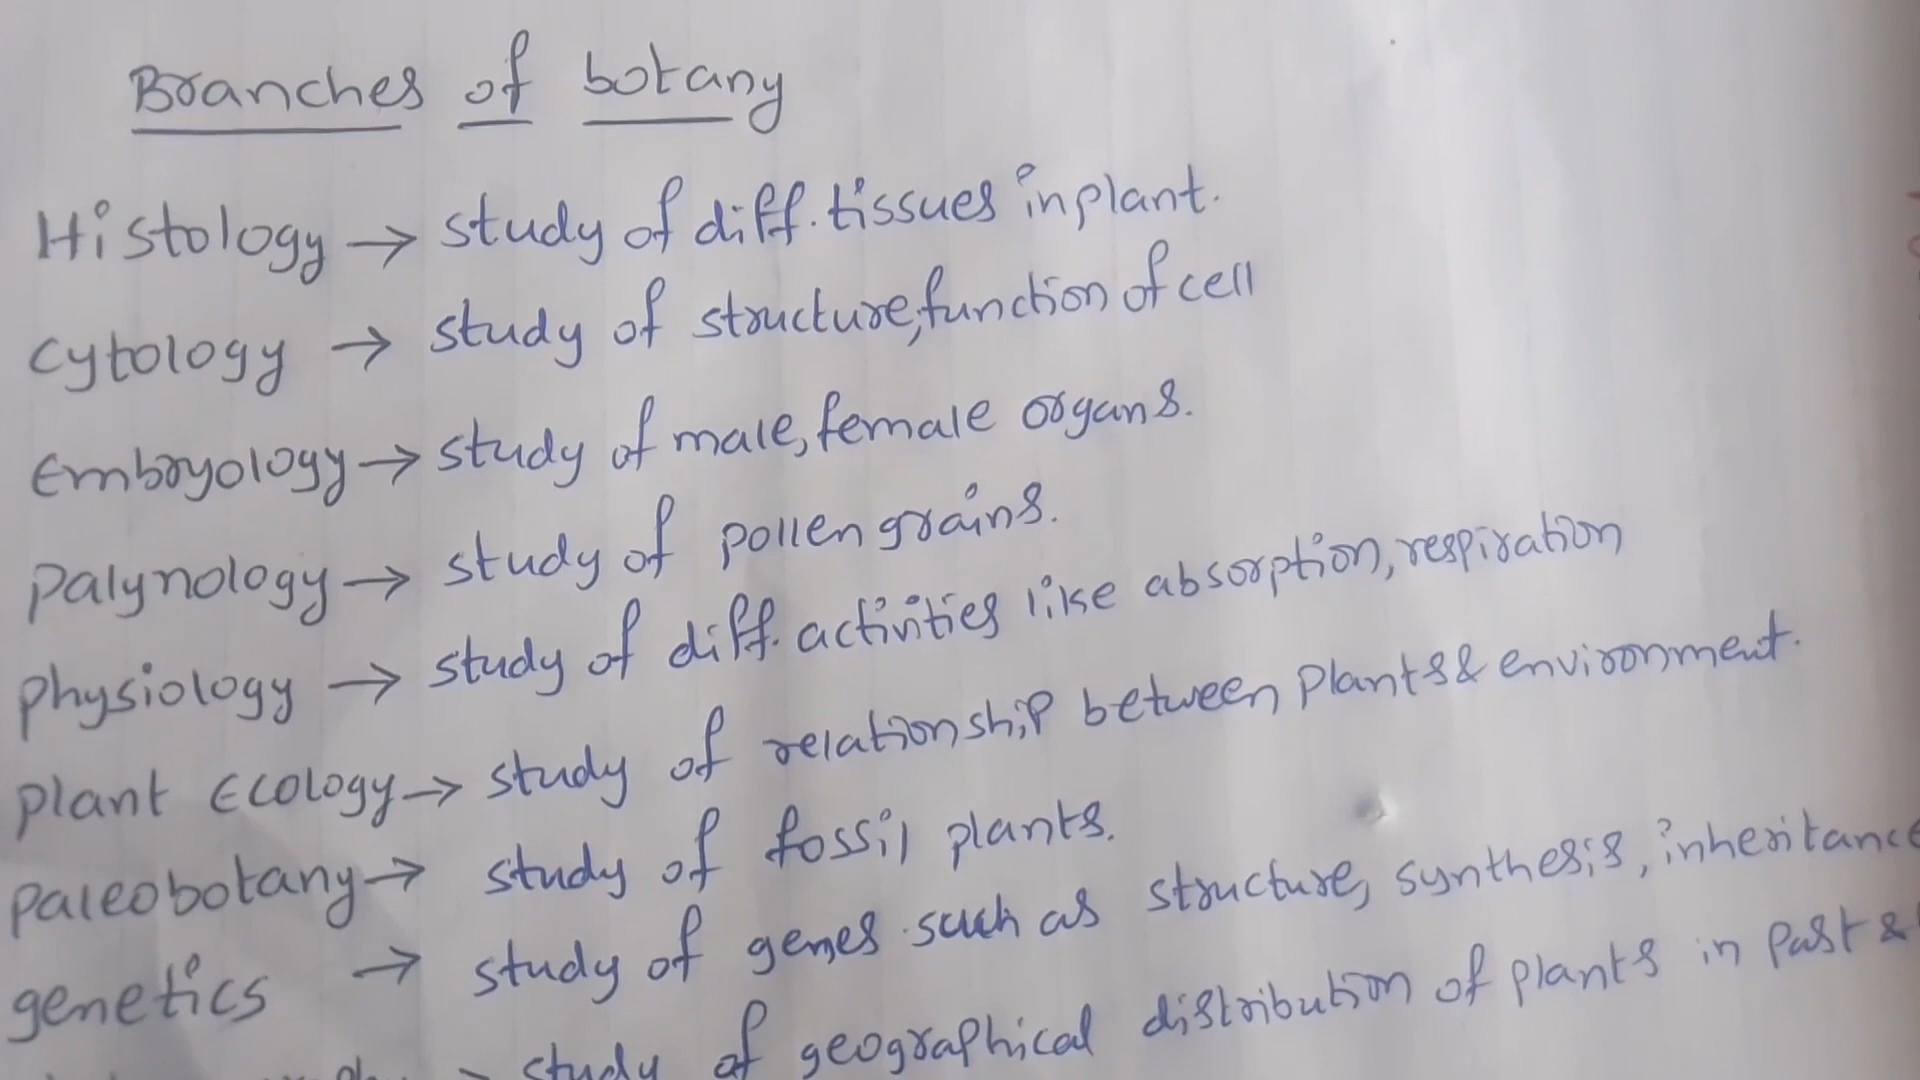 Branches of botany
Histology → study of diff. tissues in plant.
Cytology → study of structure, function of cell
Embryology → study of male, female organs.
Palynology → study of pollen grains.
Physiology → study of diff. activities like absorption, respiration
Plant Ecology → study of relationship between Plants & environment.
Paleobotany → study of fossil plants.
genetics → study of genes such as structure, synthesis, inheritance
study of geographical distribution of plants in Past &